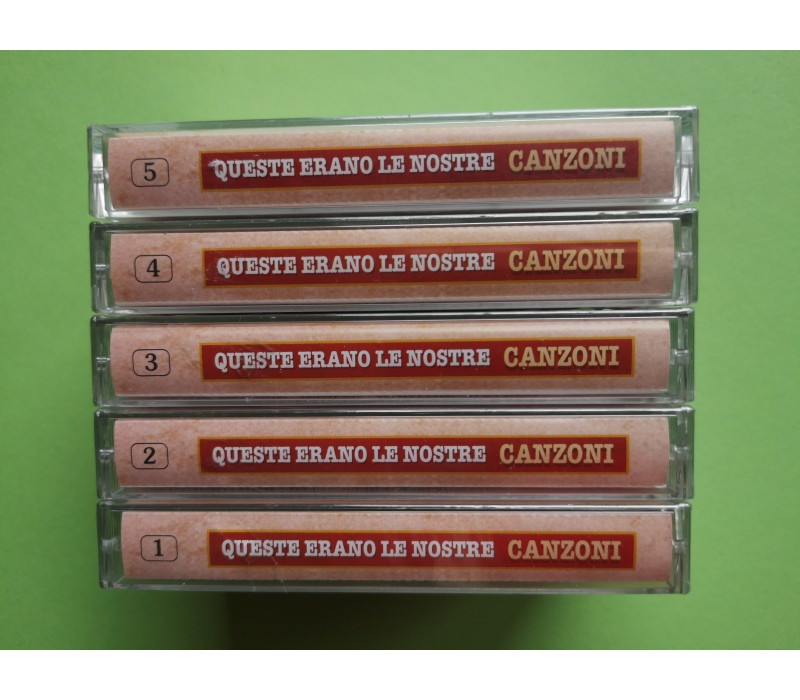 5 QUESTE ERANO LE NOSTRE CANZONI
4 QUESTE ERANO LE NOSTRE CANZONI
3 QUESTE ERANO LE NOSTRE CANZONI
2 QUESTE ERANO LE NOSTRE CANZONI
1 QUESTE ERANO LE NOSTRE CANZONI